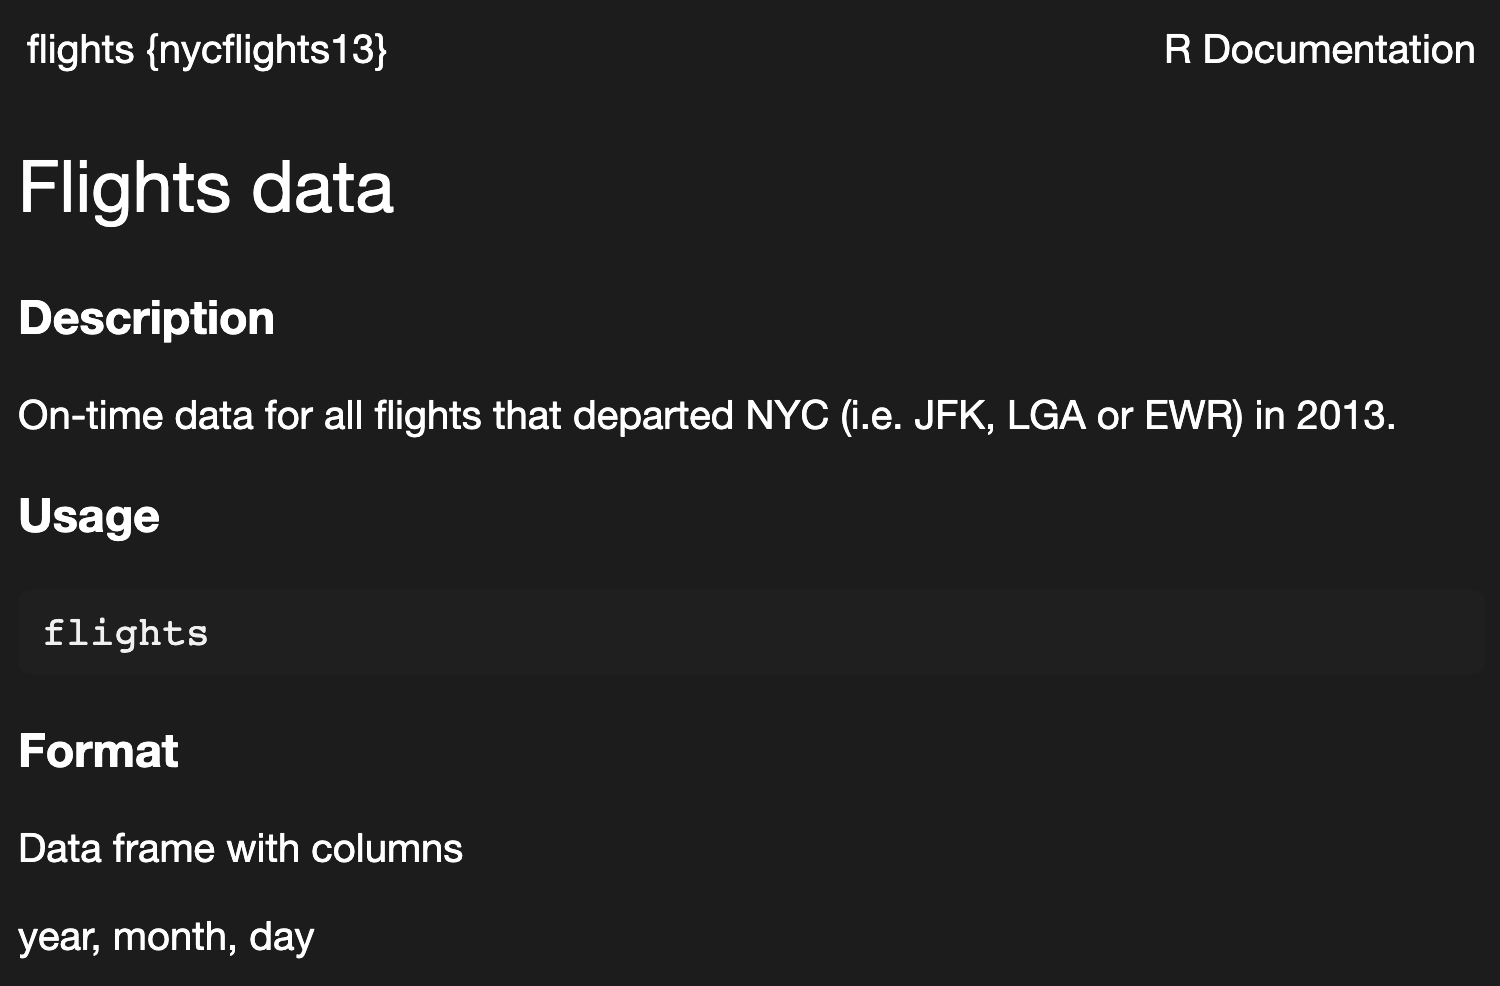 flights {nycflights13} R Documentation
Flights data
Description
On-time data for all flights that departed NYC (i.e. JFK, LGA or EWR) in 2013.
Usage
flights
Format
Data frame with columns
year, month, day